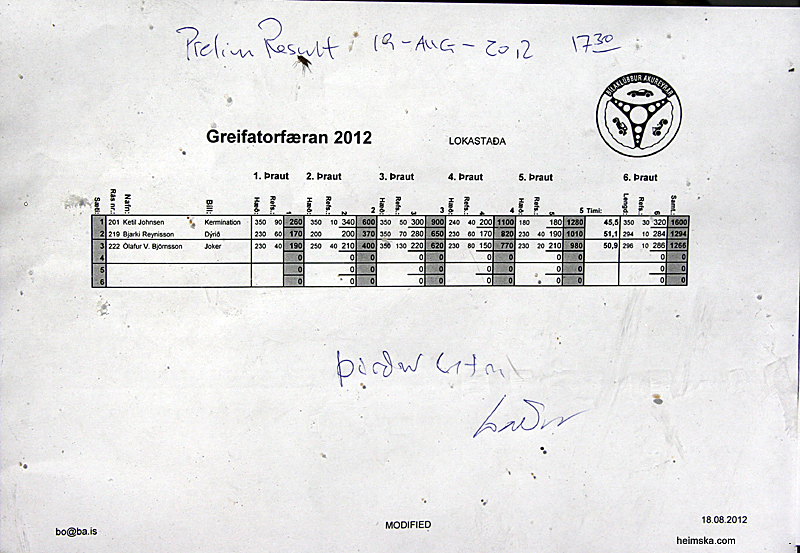 Prelim Result 19-AUG-2012 17 30
BÍLAKLÚBBUR AKUREYRAR
Greifatorfæran 2012 LOKASTAÐA
1. Þraut 2. Þraut 3. Þraut 4. Þraut 5. Þraut 6. Þraut
Sæti: Rás nr.: Nafn: Bíll: Hæð: Refs.: 1 Hæð: Refs.: 2 2 Hæð: Refs.: 3 3 Hæð: Refs.: 4 4 Hæð: Refs.: 5 5 Tími: Lengd: Refs.: 6 Samt.:
1 201 Ketil Johnsen Kermination 350 90 260 350 10 340 600 350 50 300 900 240 40 200 1100 180 180 1280 45,5 350 30 320 1600
2 219 Bjarki Reynisson Dýrið 230 60 170 200 200 370 350 70 280 650 230 60 170 820 230 40 190 1010 51,1 294 10 284 1294
3 222 Ólafur V. Björnsson Joker 230 40 190 250 40 210 400 350 130 220 620 230 80 150 770 230 20 210 980 50,9 296 10 286 1266
4 0 0 0 0 0 0 0 0 0 0 0
5 0 0 0 0 0 0 0 0 0 0 0
6 0 0 0 0 0 0 0 0 0 0 0
bo@ba.is MODIFIED 18.08.2012
heimska.com